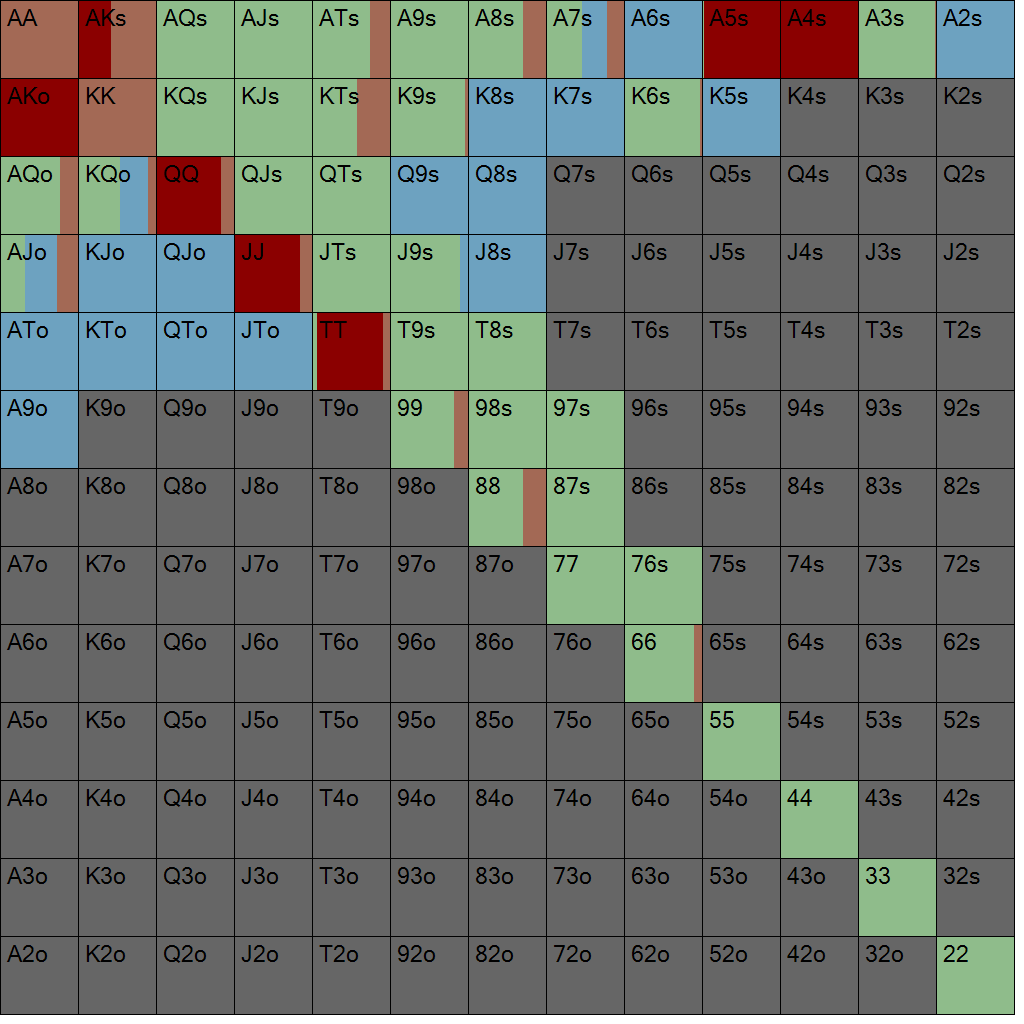 AA AKs AQs AJs ATs A9s A8s A7s A6s A5s A4s A3s A2s
AKo KK KQs KJs KTs K9s K8s K7s K6s K5s K4s K3s K2s
AQo KQo QQ QJs QTs Q9s Q8s Q7s Q6s Q5s Q4s Q3s Q2s
AJo KJo QJo JJ JTs J9s J8s J7s J6s J5s J4s J3s J2s
ATo KTo QTo JTo TT T9s T8s T7s T6s T5s T4s T3s T2s
A9o K9o Q9o J9o T9o 99 98s 97s 96s 95s 94s 93s 92s
A8o K8o Q8o J8o T8o 98o 88 87s 86s 85s 84s 83s 82s
A7o K7o Q7o J7o T7o 97o 87o 77 76s 75s 74s 73s 72s
A6o K6o Q6o J6o T6o 96o 86o 76o 66 65s 64s 63s 62s
A5o K5o Q5o J5o T5o 95o 85o 75o 65o 55 54s 53s 52s
A4o K4o Q4o J4o T4o 94o 84o 74o 64o 54o 44 43s 42s
A3o K3o Q3o J3o T3o 93o 83o 73o 63o 53o 43o 33 32s
A2o K2o Q2o J2o T2o 92o 82o 72o 62o 52o 42o 32o 22